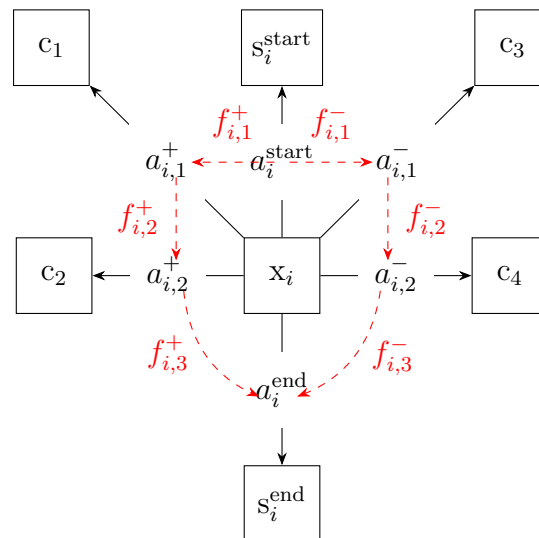 c₁ s_i^start c₃
f_{i,1}^+ f_{i,1}^-
a_{i,1}^+ a_i^start a_{i,1}^-
f_{i,2}^+ f_{i,2}^-
c₂ a_{i,2}^+ x_i a_{i,2}^- c₄
f_{i,3}^+ f_{i,3}^-
a_i^end
s_i^end